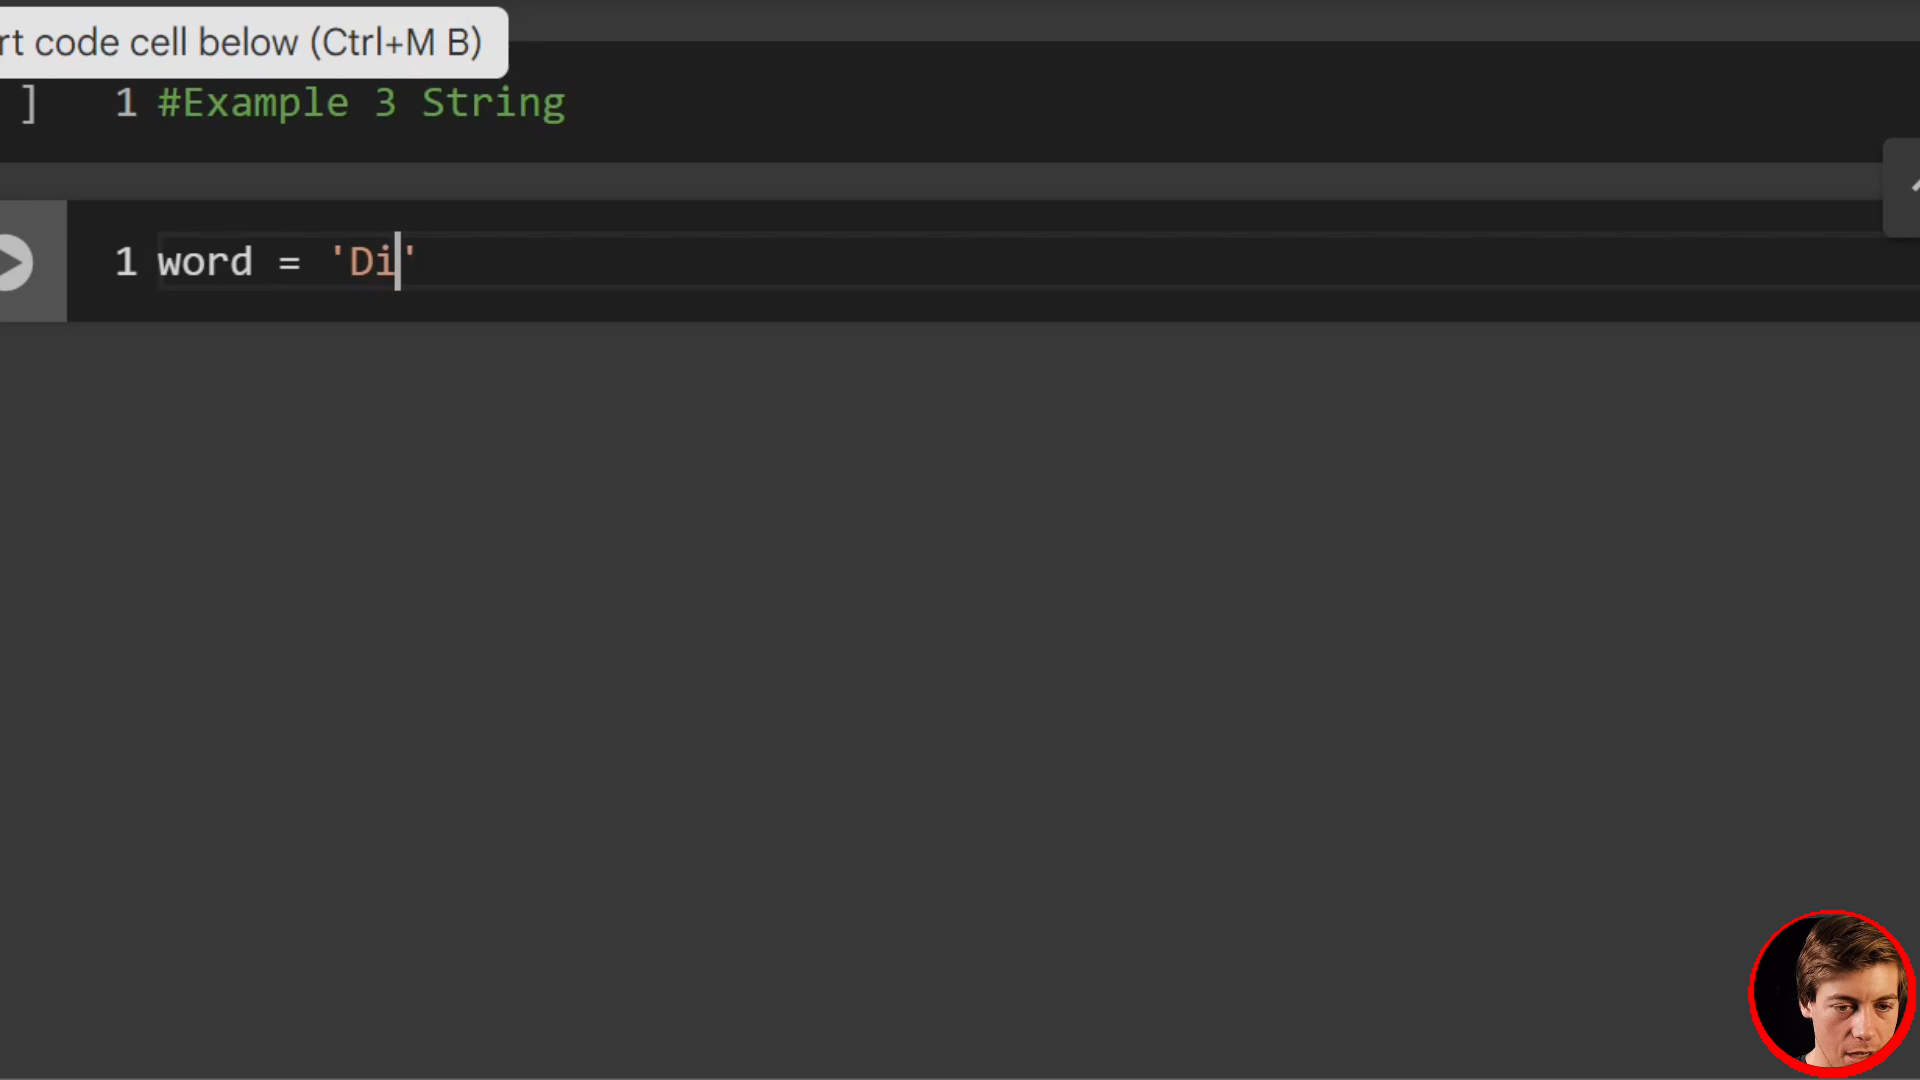 rt code cell below (Ctrl+M B)
] 1 #Example 3 String
1 word = 'Di'